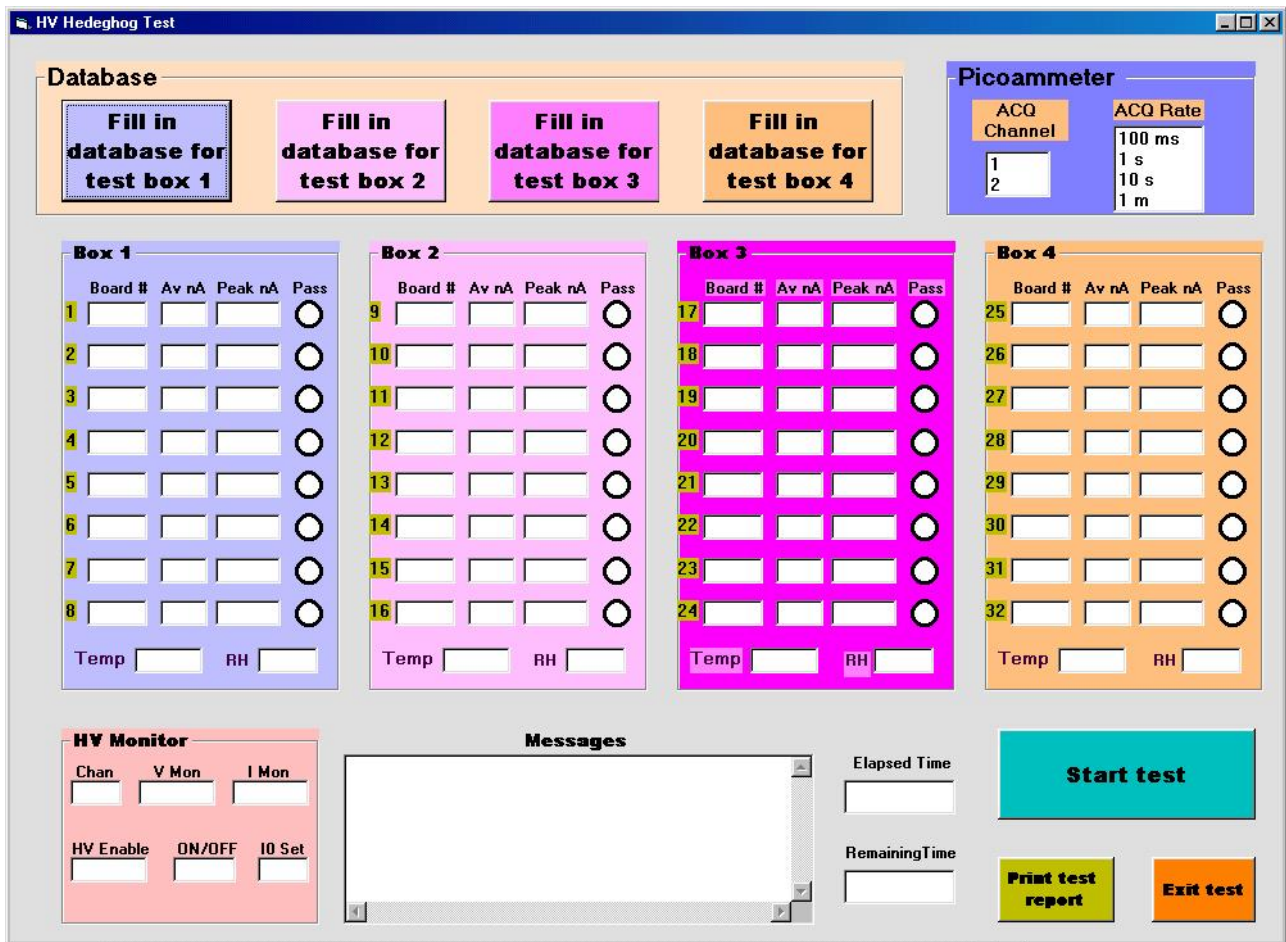 HV Hedeghog Test
Database
Fill in
database for
test box 1
Fill in
database for
test box 2
Fill in
database for
test box 3
Fill in
database for
test box 4
Picoammeter
ACQ
Channel
1
2
ACQ Rate
100 ms
1 s
10 s
1 m
Box 1
Board # Av nA Peak nA Pass
1
2
3
4
5
6
7
8
Temp RH
Box 2
Board # Av nA Peak nA Pass
9
10
11
12
13
14
15
16
Temp RH
Box 3
Board # Av nA Peak nA Pass
17
18
19
20
21
22
23
24
Temp RH
Box 4
Board # Av nA Peak nA Pass
25
26
27
28
29
30
31
32
Temp RH
HV Monitor
Chan V Mon I Mon
HV Enable ON/OFF I0 Set
Messages
Elapsed Time
RemainingTime
Start test
Print test
report
Exit test